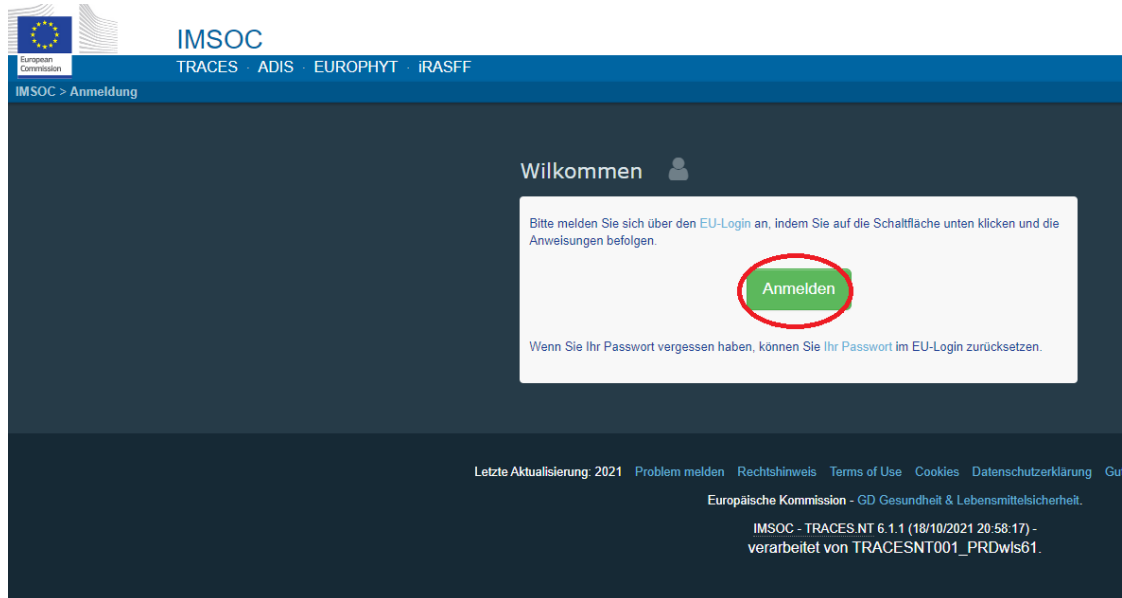 IMSOC
European
Commission
TRACES · ADIS · EUROPHYT · iRASFF
IMSOC > Anmeldung
Wilkommen
Bitte melden Sie sich über den EU-Login an, indem Sie auf die Schaltfläche unten klicken und die
Anweisungen befolgen.
Anmelden
Wenn Sie Ihr Passwort vergessen haben, können Sie Ihr Passwort im EU-Login zurücksetzen.
Letzte Aktualisierung: 2021 Problem melden Rechtshinweis Terms of Use Cookies Datenschutzerklärung
Europäische Kommission - GD Gesundheit & Lebensmittelsicherheit.
IMSOC - TRACES.NT 6.1.1 (18/10/2021 20:58:17) -
verarbeitet von TRACESNT001_PRDwls61.